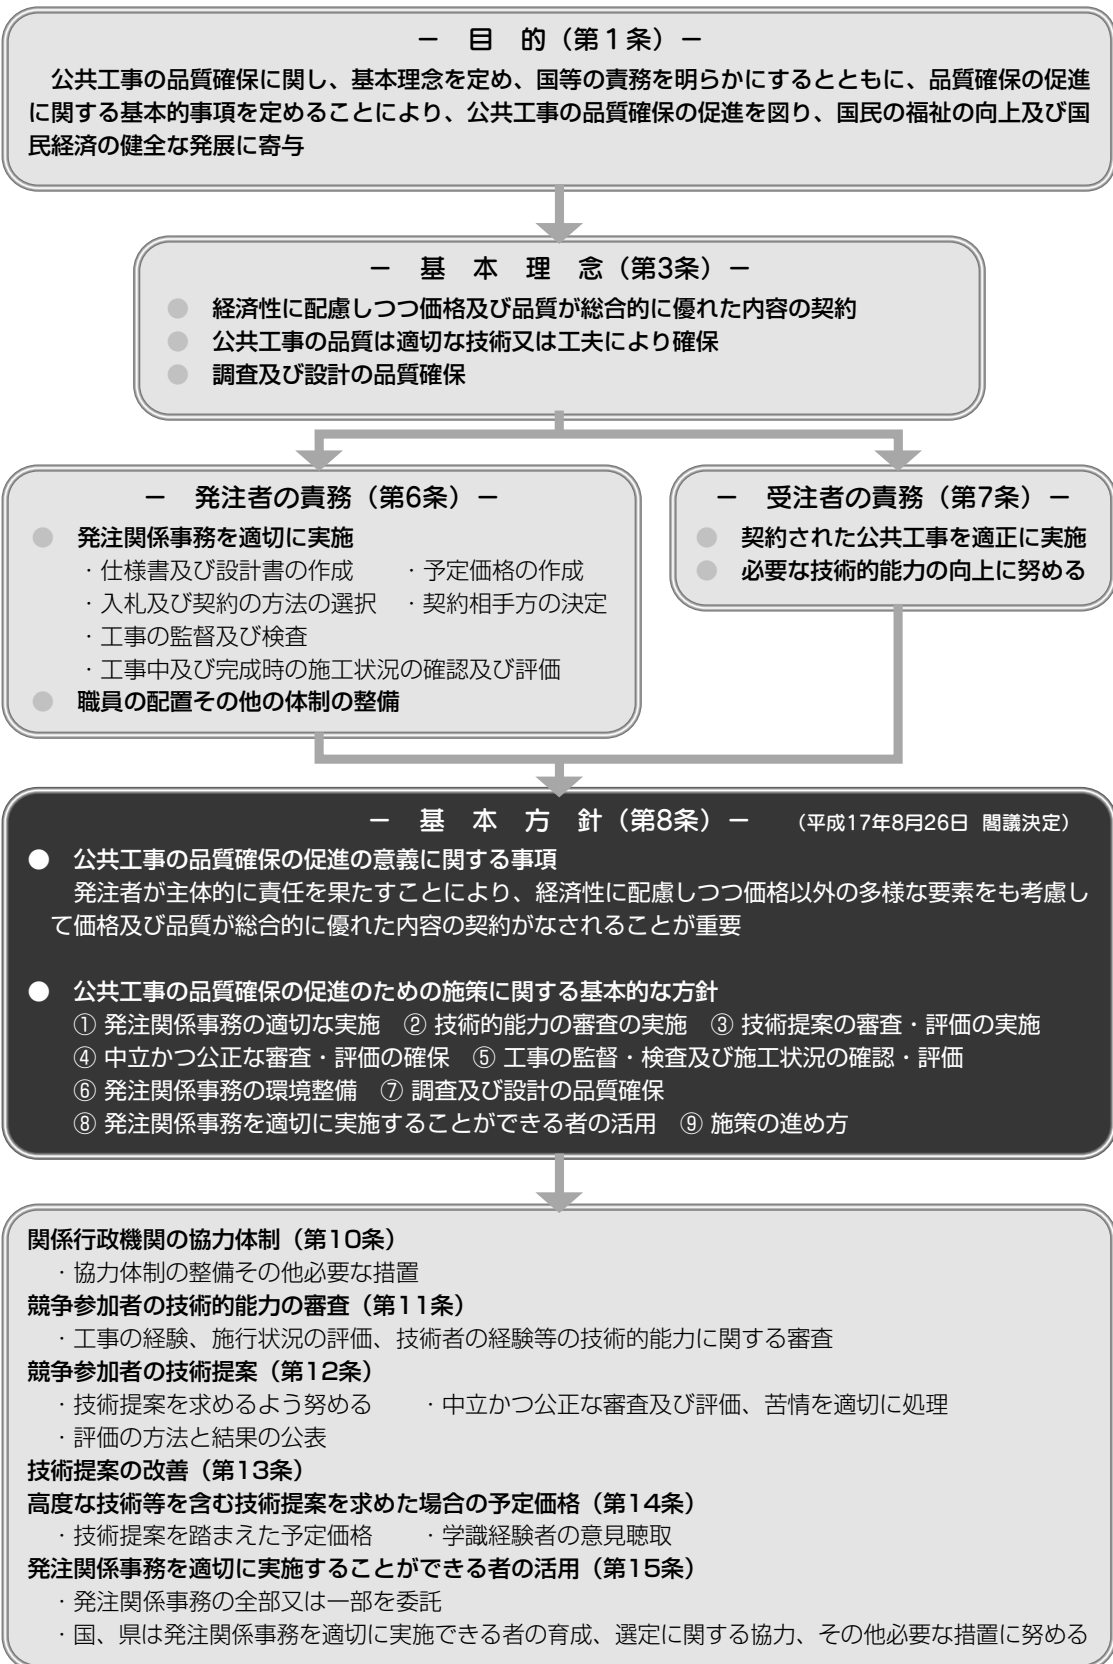 －　目　的（第１条）－
公共工事の品質確保に関し、基本理念を定め、国等の責務を明らかにするとともに、品質確保の促進
に関する基本的事項を定めることにより、公共工事の品質確保の促進を図り、国民の福祉の向上及び国
民経済の健全な発展に寄与
－　基　本　理　念（第3条）－
● 経済性に配慮しつつ価格及び品質が総合的に優れた内容の契約
● 公共工事の品質は適切な技術又は工夫により確保
● 調査及び設計の品質確保
－　発注者の責務（第6条）－
● 発注関係事務を適切に実施
・仕様書及び設計書の作成　・予定価格の作成
・入札及び契約の方法の選択　・契約相手方の決定
・工事の監督及び検査
・工事中及び完成時の施工状況の確認及び評価
● 職員の配置その他の体制の整備
－　受注者の責務（第7条）－
● 契約された公共工事を適正に実施
● 必要な技術的能力の向上に努める
－　基　本　方　針（第8条）－　（平成17年8月26日 閣議決定）
● 公共工事の品質確保の促進の意義に関する事項
発注者が主体的に責任を果たすことにより、経済性に配慮しつつ価格以外の多様な要素をも考慮し
て価格及び品質が総合的に優れた内容の契約がなされることが重要
● 公共工事の品質確保の促進のための施策に関する基本的な方針
① 発注関係事務の適切な実施　② 技術的能力の審査の実施　③ 技術提案の審査・評価の実施
④ 中立かつ公正な審査・評価の確保　⑤ 工事の監督・検査及び施工状況の確認・評価
⑥ 発注関係事務の環境整備　⑦ 調査及び設計の品質確保
⑧ 発注関係事務を適切に実施することができる者の活用　⑨ 施策の進め方
関係行政機関の協力体制（第10条）
・協力体制の整備その他必要な措置
競争参加者の技術的能力の審査（第11条）
・工事の経験、施行状況の評価、技術者の経験等の技術的能力に関する審査
競争参加者の技術提案（第12条）
・技術提案を求めるよう努める　・中立かつ公正な審査及び評価、苦情を適切に処理
・評価の方法と結果の公表
技術提案の改善（第13条）
高度な技術等を含む技術提案を求めた場合の予定価格（第14条）
・技術提案を踏まえた予定価格　・学識経験者の意見聴取
発注関係事務を適切に実施することができる者の活用（第15条）
・発注関係事務の全部又は一部を委託
・国、県は発注関係事務を適切に実施できる者の育成、選定に関する協力、その他必要な措置に努める